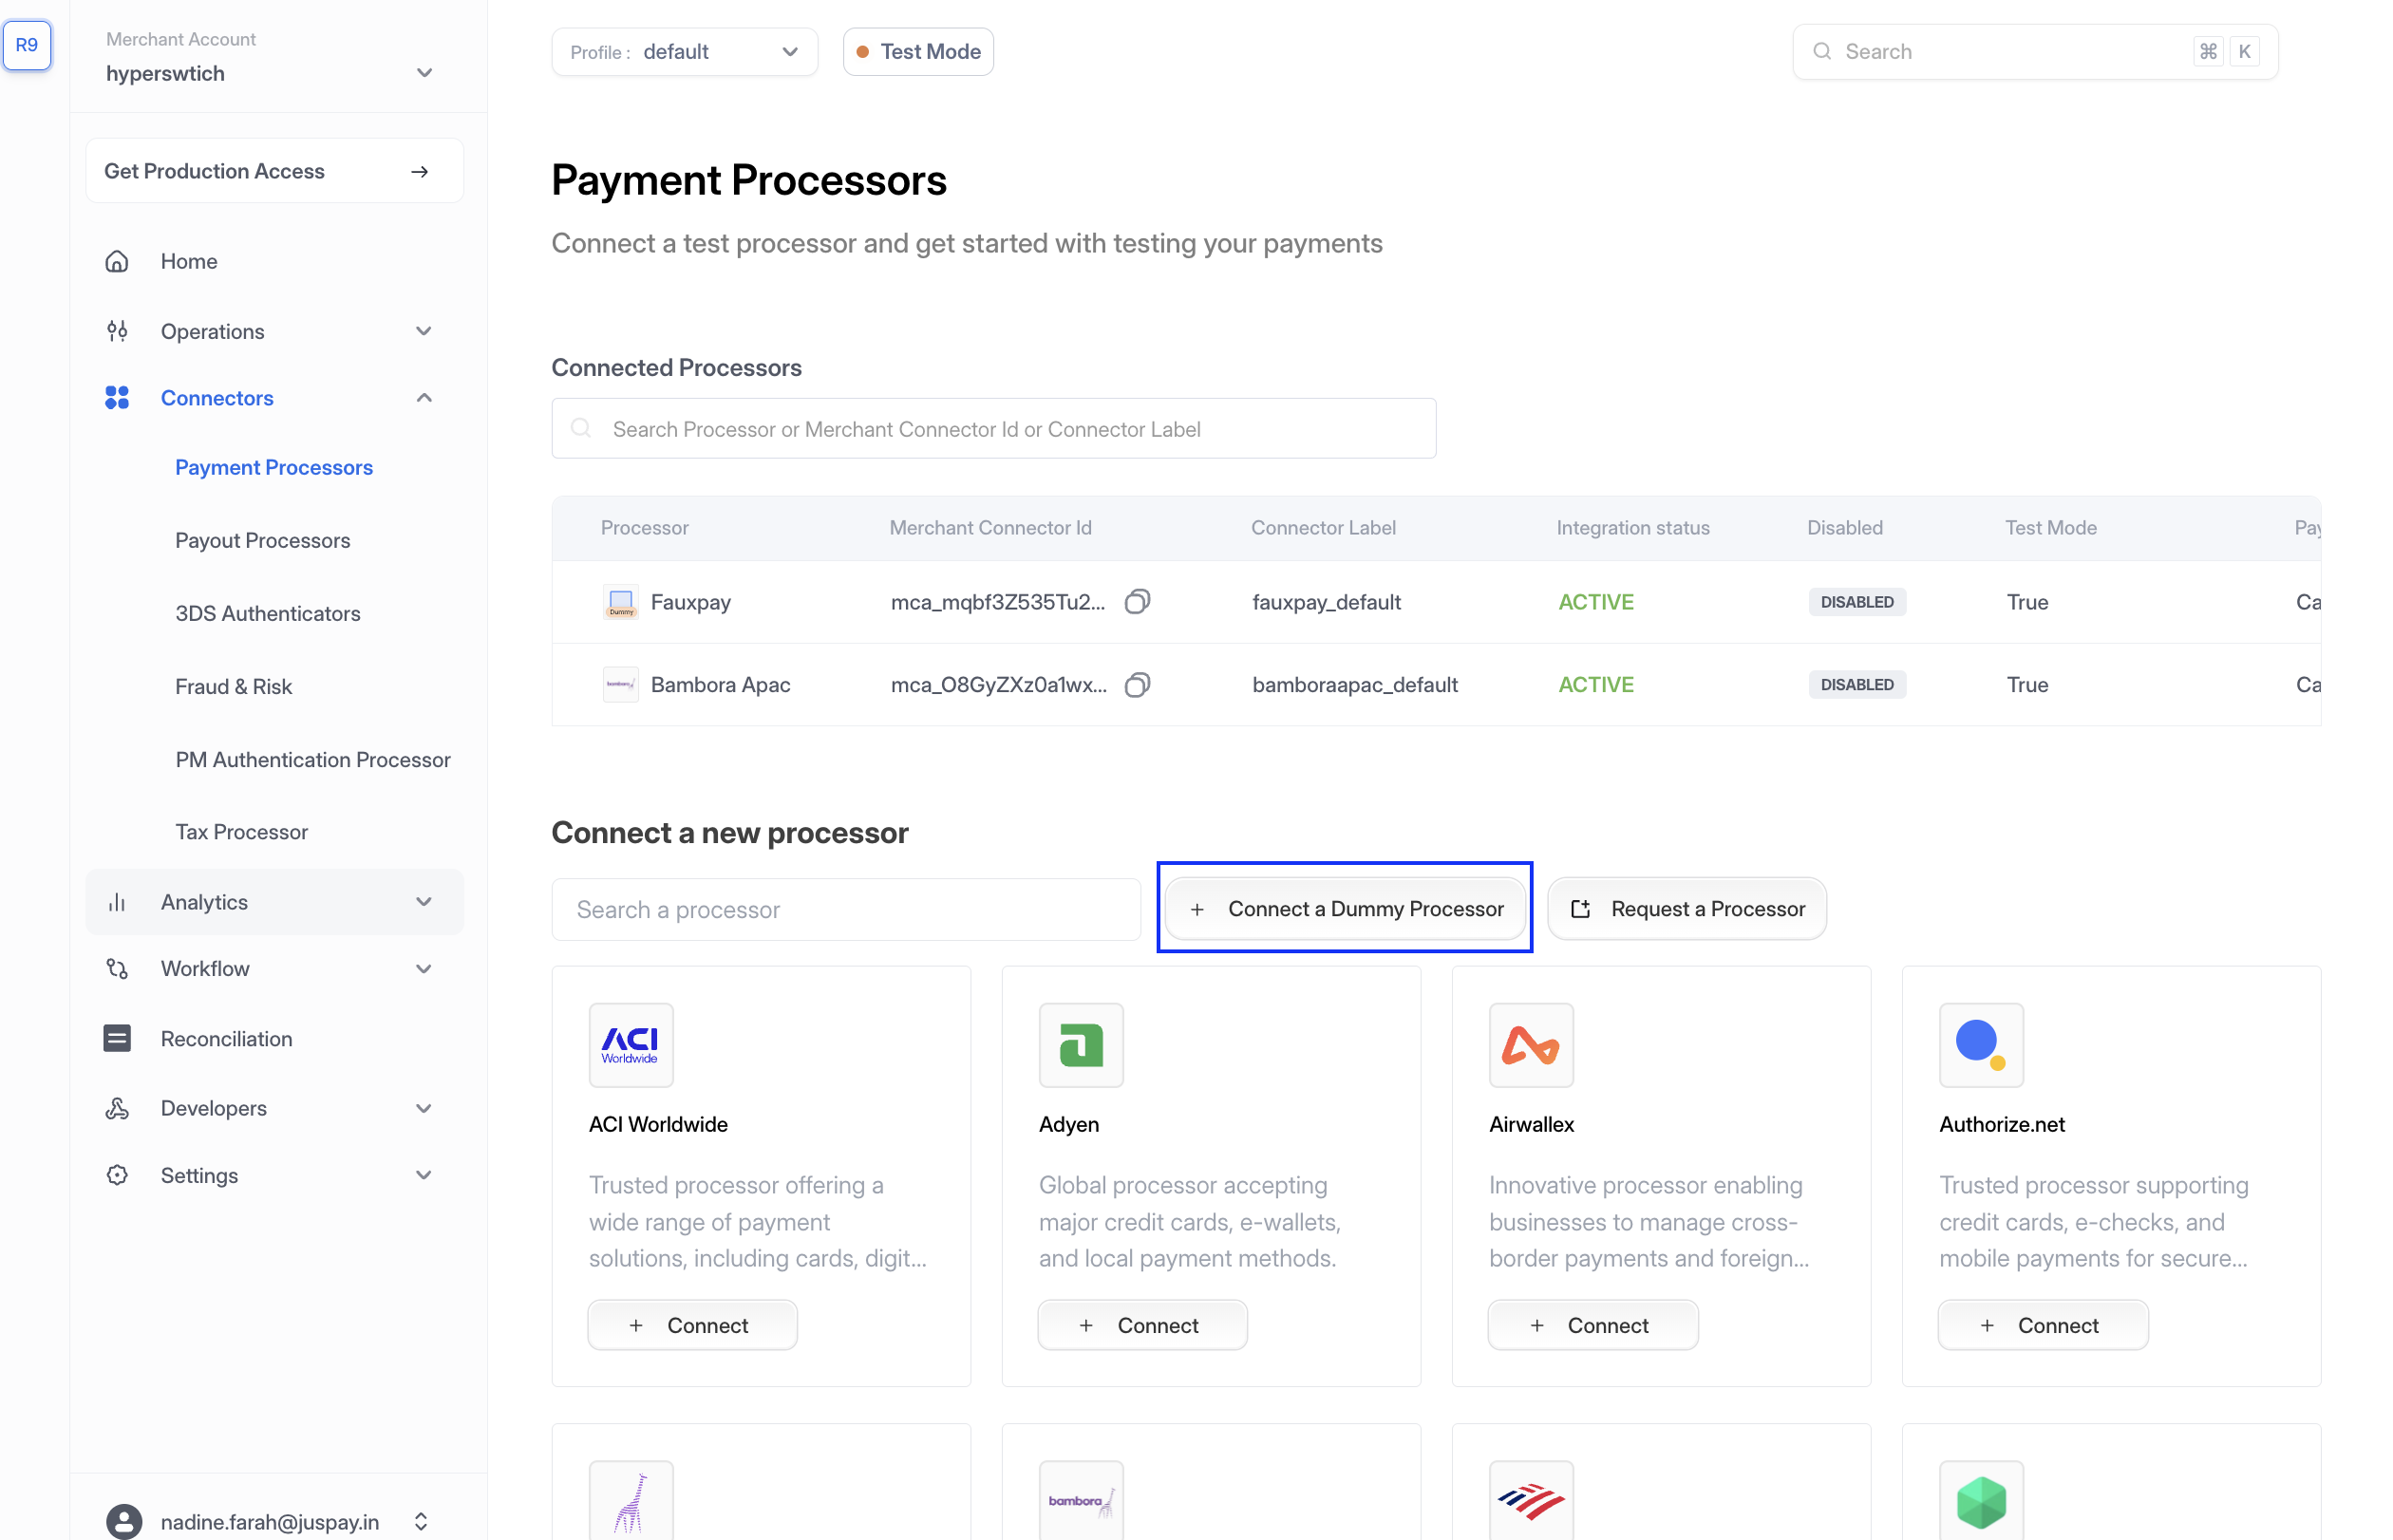 R9
Merchant Account
hyperswtich
Get Production Access
Home
Operations
Connectors
Payment Processors
Payout Processors
3DS Authenticators
Fraud & Risk
PM Authentication Processor
Tax Processor
Analytics
Workflow
Reconciliation
Developers
Settings
nadine.farah@juspay.in
Profile : default
Test Mode
Search ⌘ K
Payment Processors
Connect a test processor and get started with testing your payments
Connected Processors
Search Processor or Merchant Connector Id or Connector Label
Processor Merchant Connector Id Connector Label Integration status Disabled Test Mode Pay
Dummy Fauxpay mca_mqbf3Z535Tu2... fauxpay_default ACTIVE DISABLED True Ca
bambora Bambora Apac mca_O8GyZXz0a1wx... bamboraapac_default ACTIVE DISABLED True Ca
Connect a new processor
Search a processor
+ Connect a Dummy Processor
Request a Processor
ACI
Worldwide
ACI Worldwide
Trusted processor offering a
wide range of payment
solutions, including cards, digit...
+ Connect
a
Adyen
Global processor accepting
major credit cards, e-wallets,
and local payment methods.
+ Connect
Airwallex
Innovative processor enabling
businesses to manage cross-
border payments and foreign...
+ Connect
Authorize.net
Trusted processor supporting
credit cards, e-checks, and
mobile payments for secure...
+ Connect
bambora